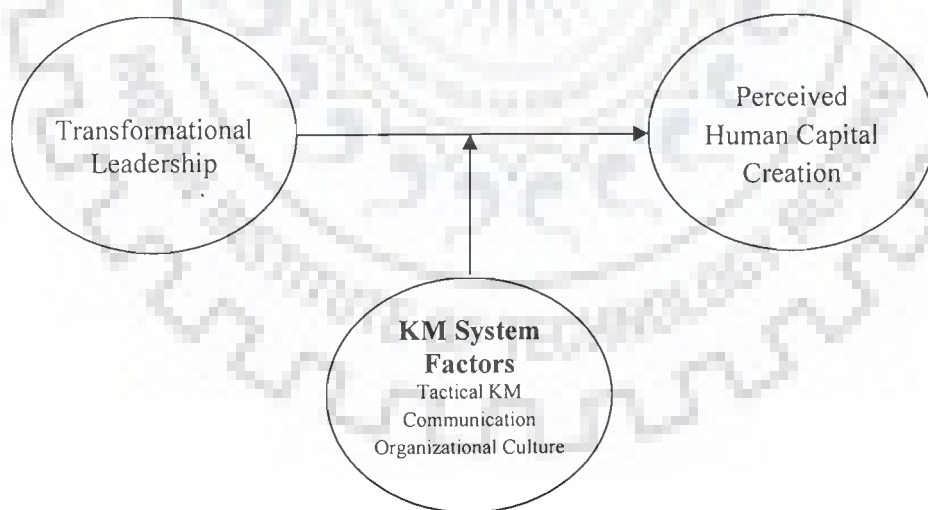 Transformational
Leadership
Perceived
Human Capital
Creation
KM System
Factors
Tactical KM
Communication
Organizational Culture